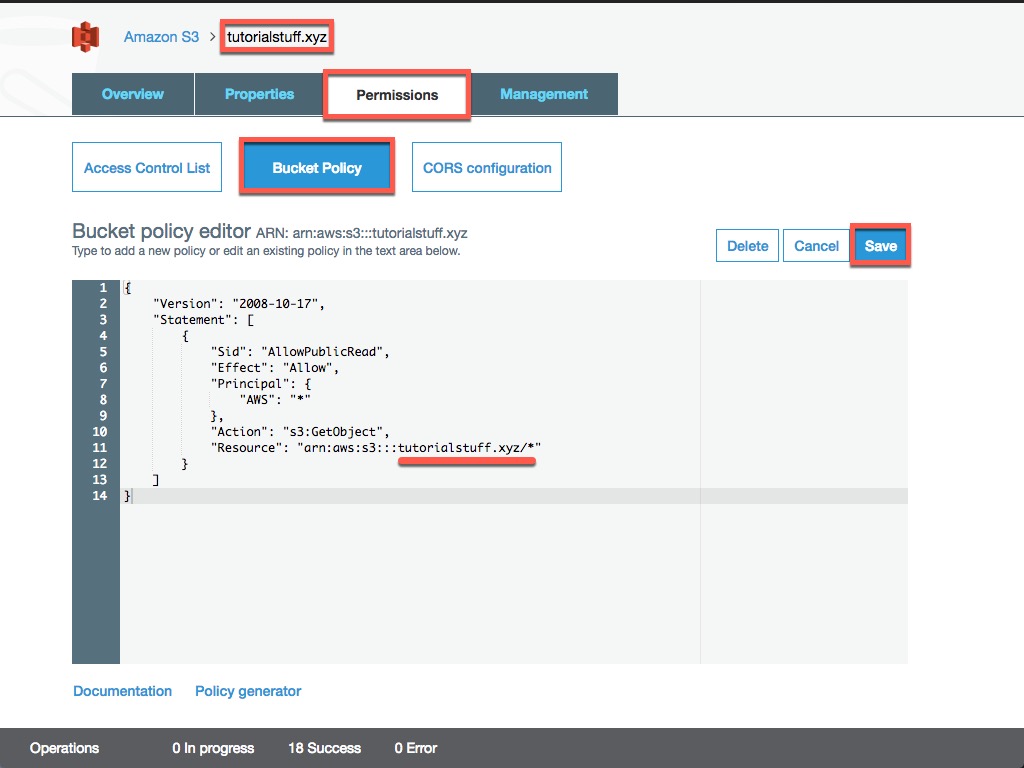 Amazon S3 > tutorialstuff.xyz
Overview Properties Permissions Management
Access Control List Bucket Policy CORS configuration
Bucket policy editor ARN: arn:aws:s3:::tutorialstuff.xyz
Type to add a new policy or edit an existing policy in the text area below.
Delete Cancel Save
1 {
2 "Version": "2008-10-17",
3 "Statement": [
4 {
5 "Sid": "AllowPublicRead",
6 "Effect": "Allow",
7 "Principal": {
8 "AWS": "*"
9 },
10 "Action": "s3:GetObject",
11 "Resource": "arn:aws:s3:::tutorialstuff.xyz/*"
12 }
13 ]
14 }
Documentation Policy generator
Operations 0 In progress 18 Success 0 Error